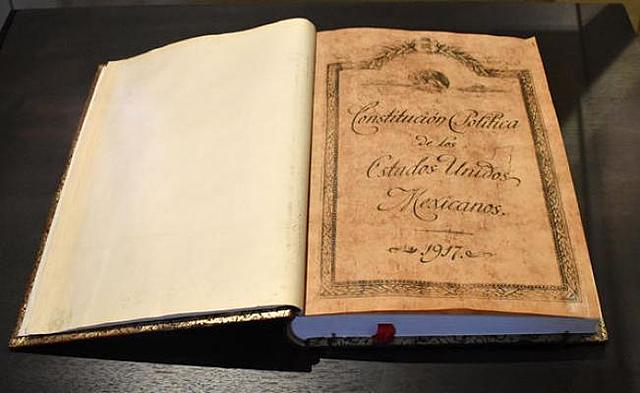 Constitución Política
de los
Estados Unidos
Mexicanos.
1917.